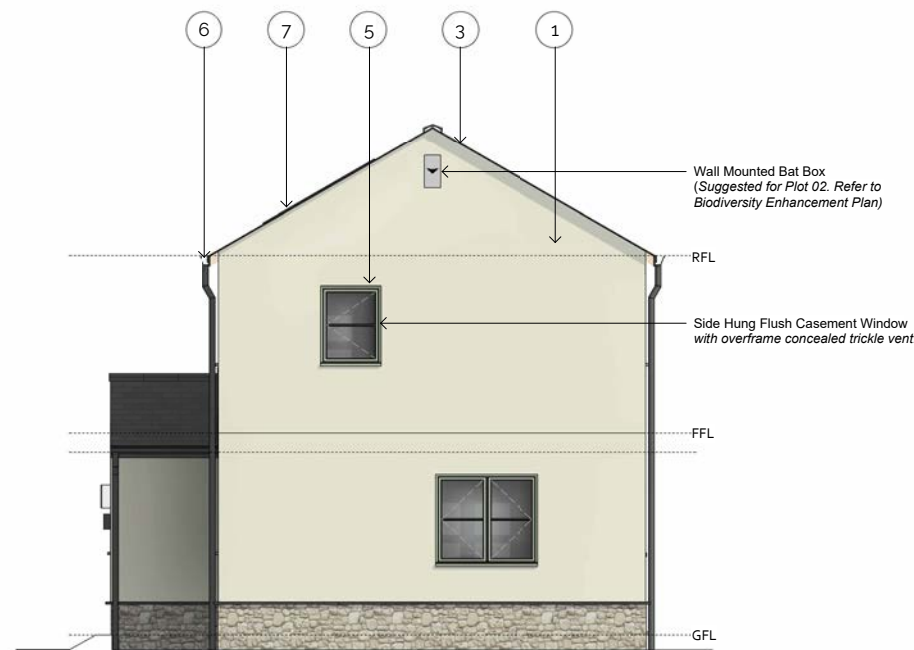 6 7 5 3 1
Wall Mounted Bat Box
(Suggested for Plot 02. Refer to
Biodiversity Enhancement Plan)
RFL
Side Hung Flush Casement Window
with overframe concealed trickle vent
FFL
GFL